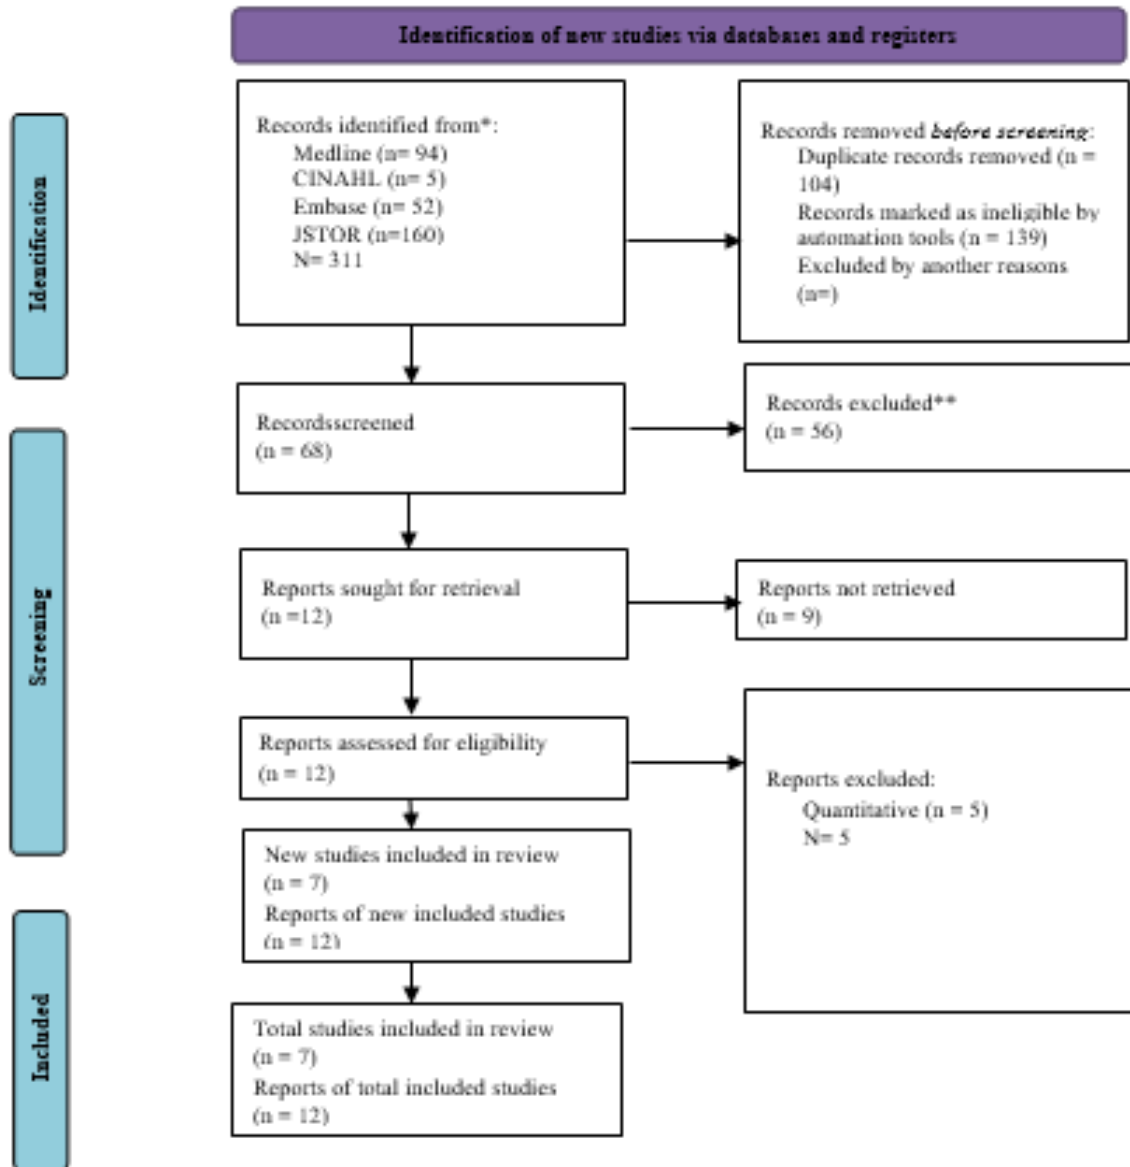 Identification of new studies via databases and registers
Identification
Records identified from*:
Medline (n= 94)
CINAHL (n= 5)
Embase (n= 52)
JSTOR (n=160)
N= 311
Records removed before screening:
Duplicate records removed (n =
104)
Records marked as ineligible by
automation tools (n = 139)
Excluded by another reasons
(n=)
Screening
Recordsscreened
(n = 68)
Records excluded**
(n = 56)
Reports sought for retrieval
(n =12)
Reports not retrieved
(n = 9)
Reports assessed for eligibility
(n = 12)
Reports excluded:
Quantitative (n = 5)
N= 5
New studies included in review
(n = 7)
Reports of new included studies
(n = 12)
Included
Total studies included in review
(n = 7)
Reports of total included studies
(n = 12)